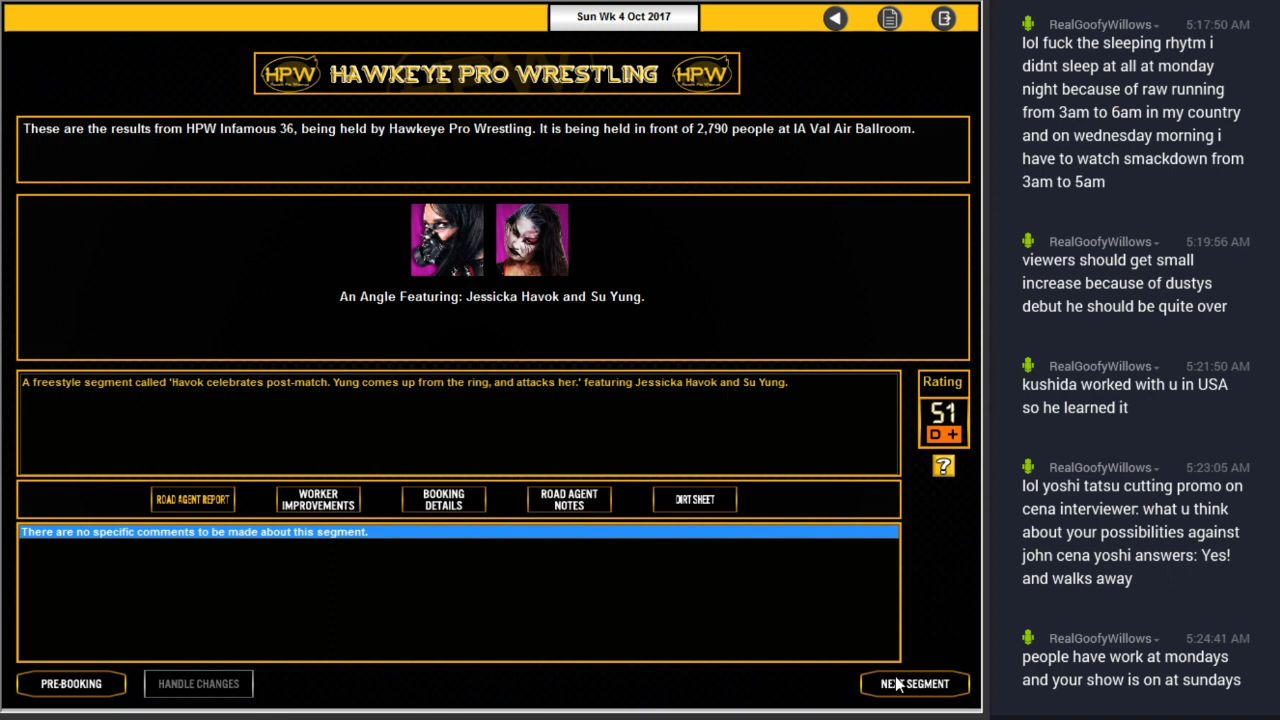 Sun Wk 4 Oct 2017
HPW HAWKEYE PRO WRESTLING HPW
These are the results from HPW Infamous 36, being held by Hawkeye Pro Wrestling. It is being held in front of 2,790 people at IA Val Air Ballroom.
An Angle Featuring: Jessicka Havok and Su Yung.
A freestyle segment called 'Havok celebrates post-match. Yung comes up from the ring, and attacks her.' featuring Jessicka Havok and Su Yung.
Rating
51
D +
?
ROAD AGENT REPORT
WORKER
IMPROVEMENTS
BOOKING
DETAILS
ROAD AGENT
NOTES
DIRT SHEET
There are no specific comments to be made about this segment.
PRE-BOOKING
HANDLE CHANGES
NEXT SEGMENT
RealGoofyWillows 5:17:50 AM
lol fuck the sleeping rhytm i
didnt sleep at all at monday
night because of raw running
from 3am to 6am in my country
and on wednesday morning i
have to watch smackdown from
3am to 5am
RealGoofyWillows 5:19:56 AM
viewers should get small
increase because of dustys
debut he should be quite over
RealGoofyWillows 5:21:50 AM
kushida worked with u in USA
so he learned it
RealGoofyWillows 5:23:05 AM
lol yoshi tatsu cutting promo on
cena interviewer: what u think
about your possibilities against
john cena yoshi answers: Yes!
and walks away
RealGoofyWillows 5:24:41 AM
people have work at mondays
and your show is on at sundays